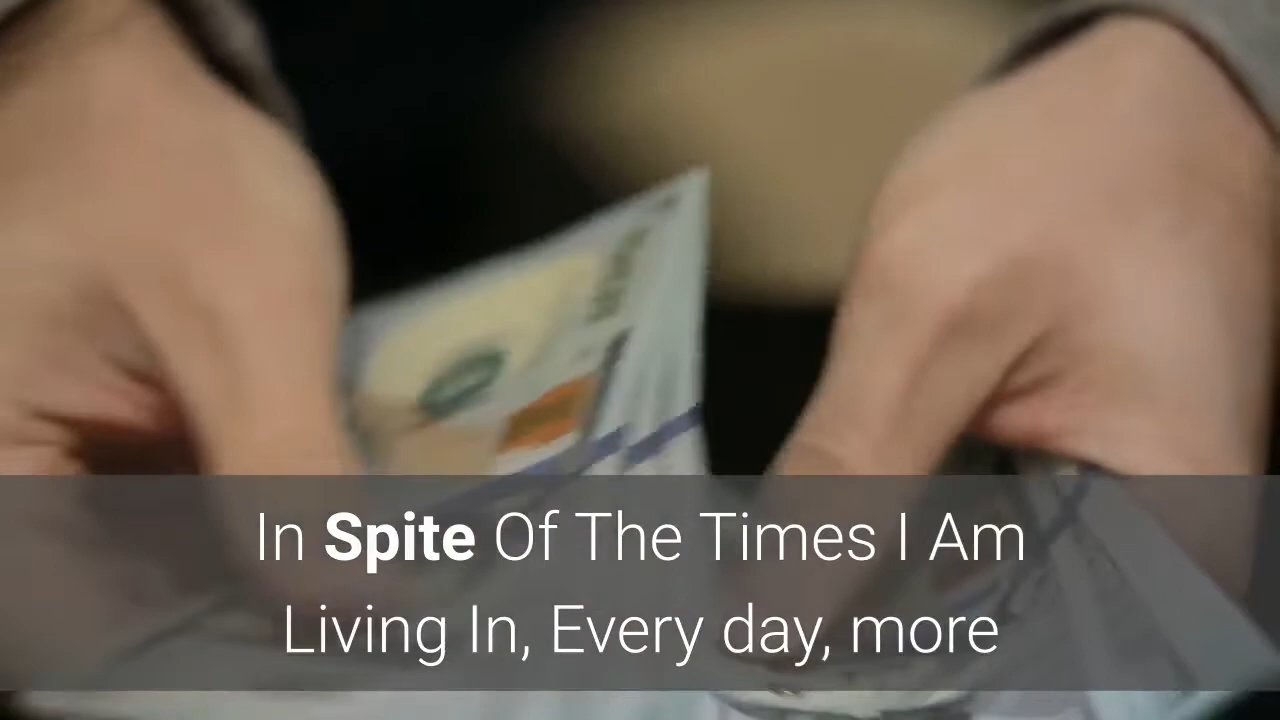 In Spite Of The Times I Am
Living In, Every day, more